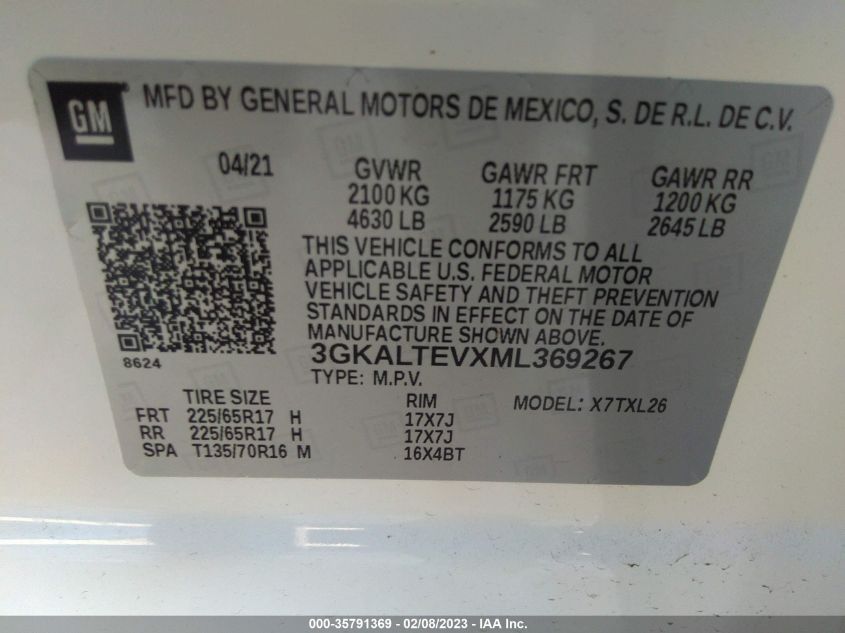 GM
MFD BY GENERAL MOTORS DE MEXICO, S. DE R.L. DE C.V.
04/21 GVWR GAWR FRT GAWR RR
2100 KG 1175 KG 1200 KG
4630 LB 2590 LB 2645 LB
THIS VEHICLE CONFORMS TO ALL
APPLICABLE U.S. FEDERAL MOTOR
VEHICLE SAFETY AND THEFT PREVENTION
STANDARDS IN EFFECT ON THE DATE OF
MANUFACTURE SHOWN ABOVE.
8624
3GKALTEVXML369267
TYPE: M.P.V.
TIRE SIZE RIM MODEL: X7TXL26
FRT 225/65R17 H 17X7J
RR 225/65R17 H 17X7J
SPA T135/70R16 M 16X4BT
000-35791369 - 02/08/2023 - IAA Inc.